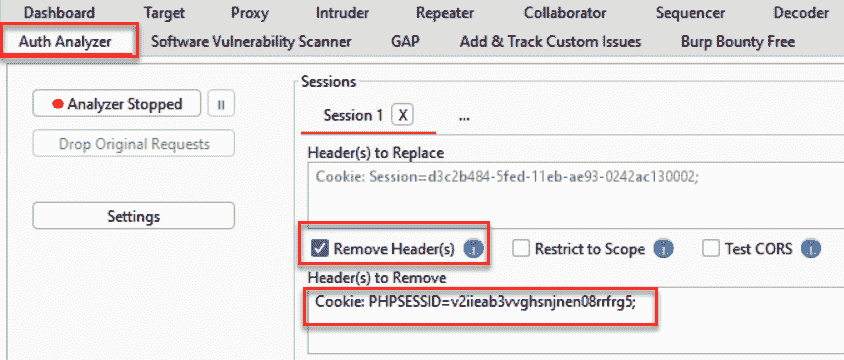 Dashboard Target Proxy Intruder Repeater Collaborator Sequencer Decoder
Auth Analyzer Software Vulnerability Scanner GAP Add & Track Custom Issues Burp Bounty Free
Sessions
Analyzer Stopped
Session 1 X ...
Drop Original Requests
Header(s) to Replace
Cookie: Session=d3c2b484-5fed-11eb-ae93-0242ac130002;
Settings
Remove Header(s) i Restrict to Scope i Test CORS i
Header(s) to Remove
Cookie: PHPSESSID=v2iieab3vvghsnjnen08rrfrg5;